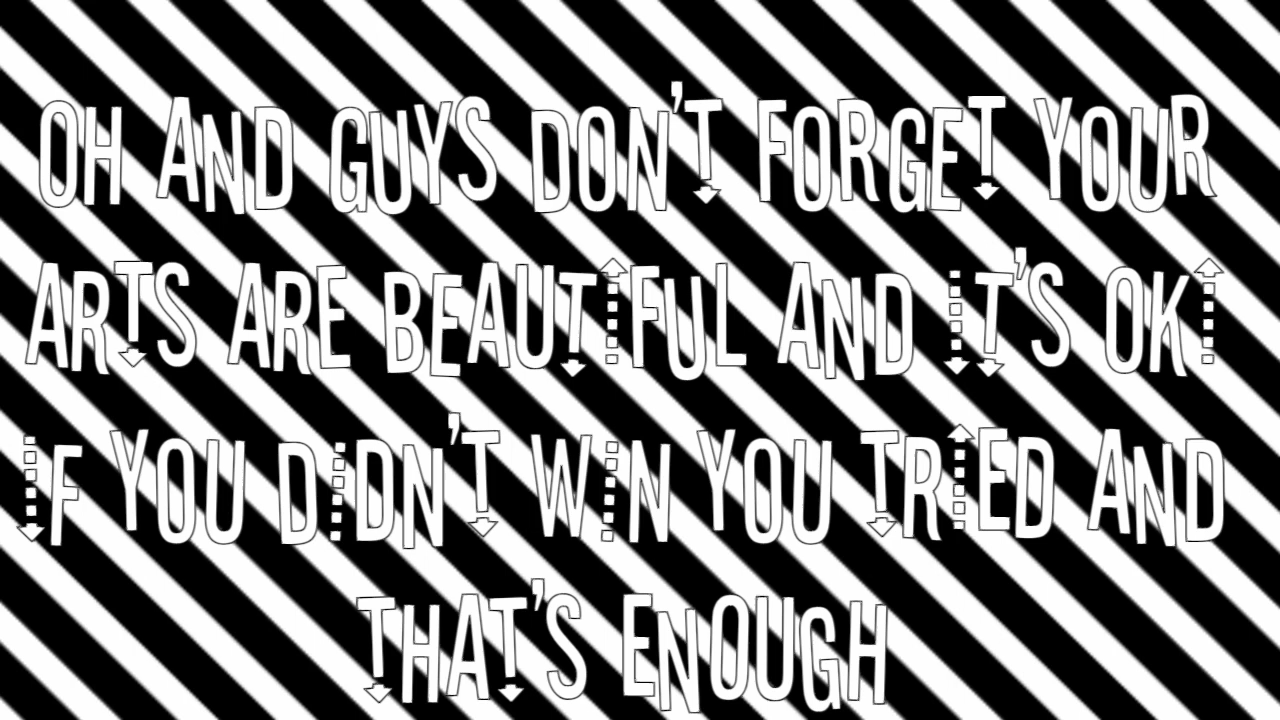 OH AND GUYS DON'T FORGET YOUR
ARTS ARE BEAUTIFUL AND IT'S OKI
IF YOU DIDN'T WIN YOU TRIED AND
THAT'S ENOUGH